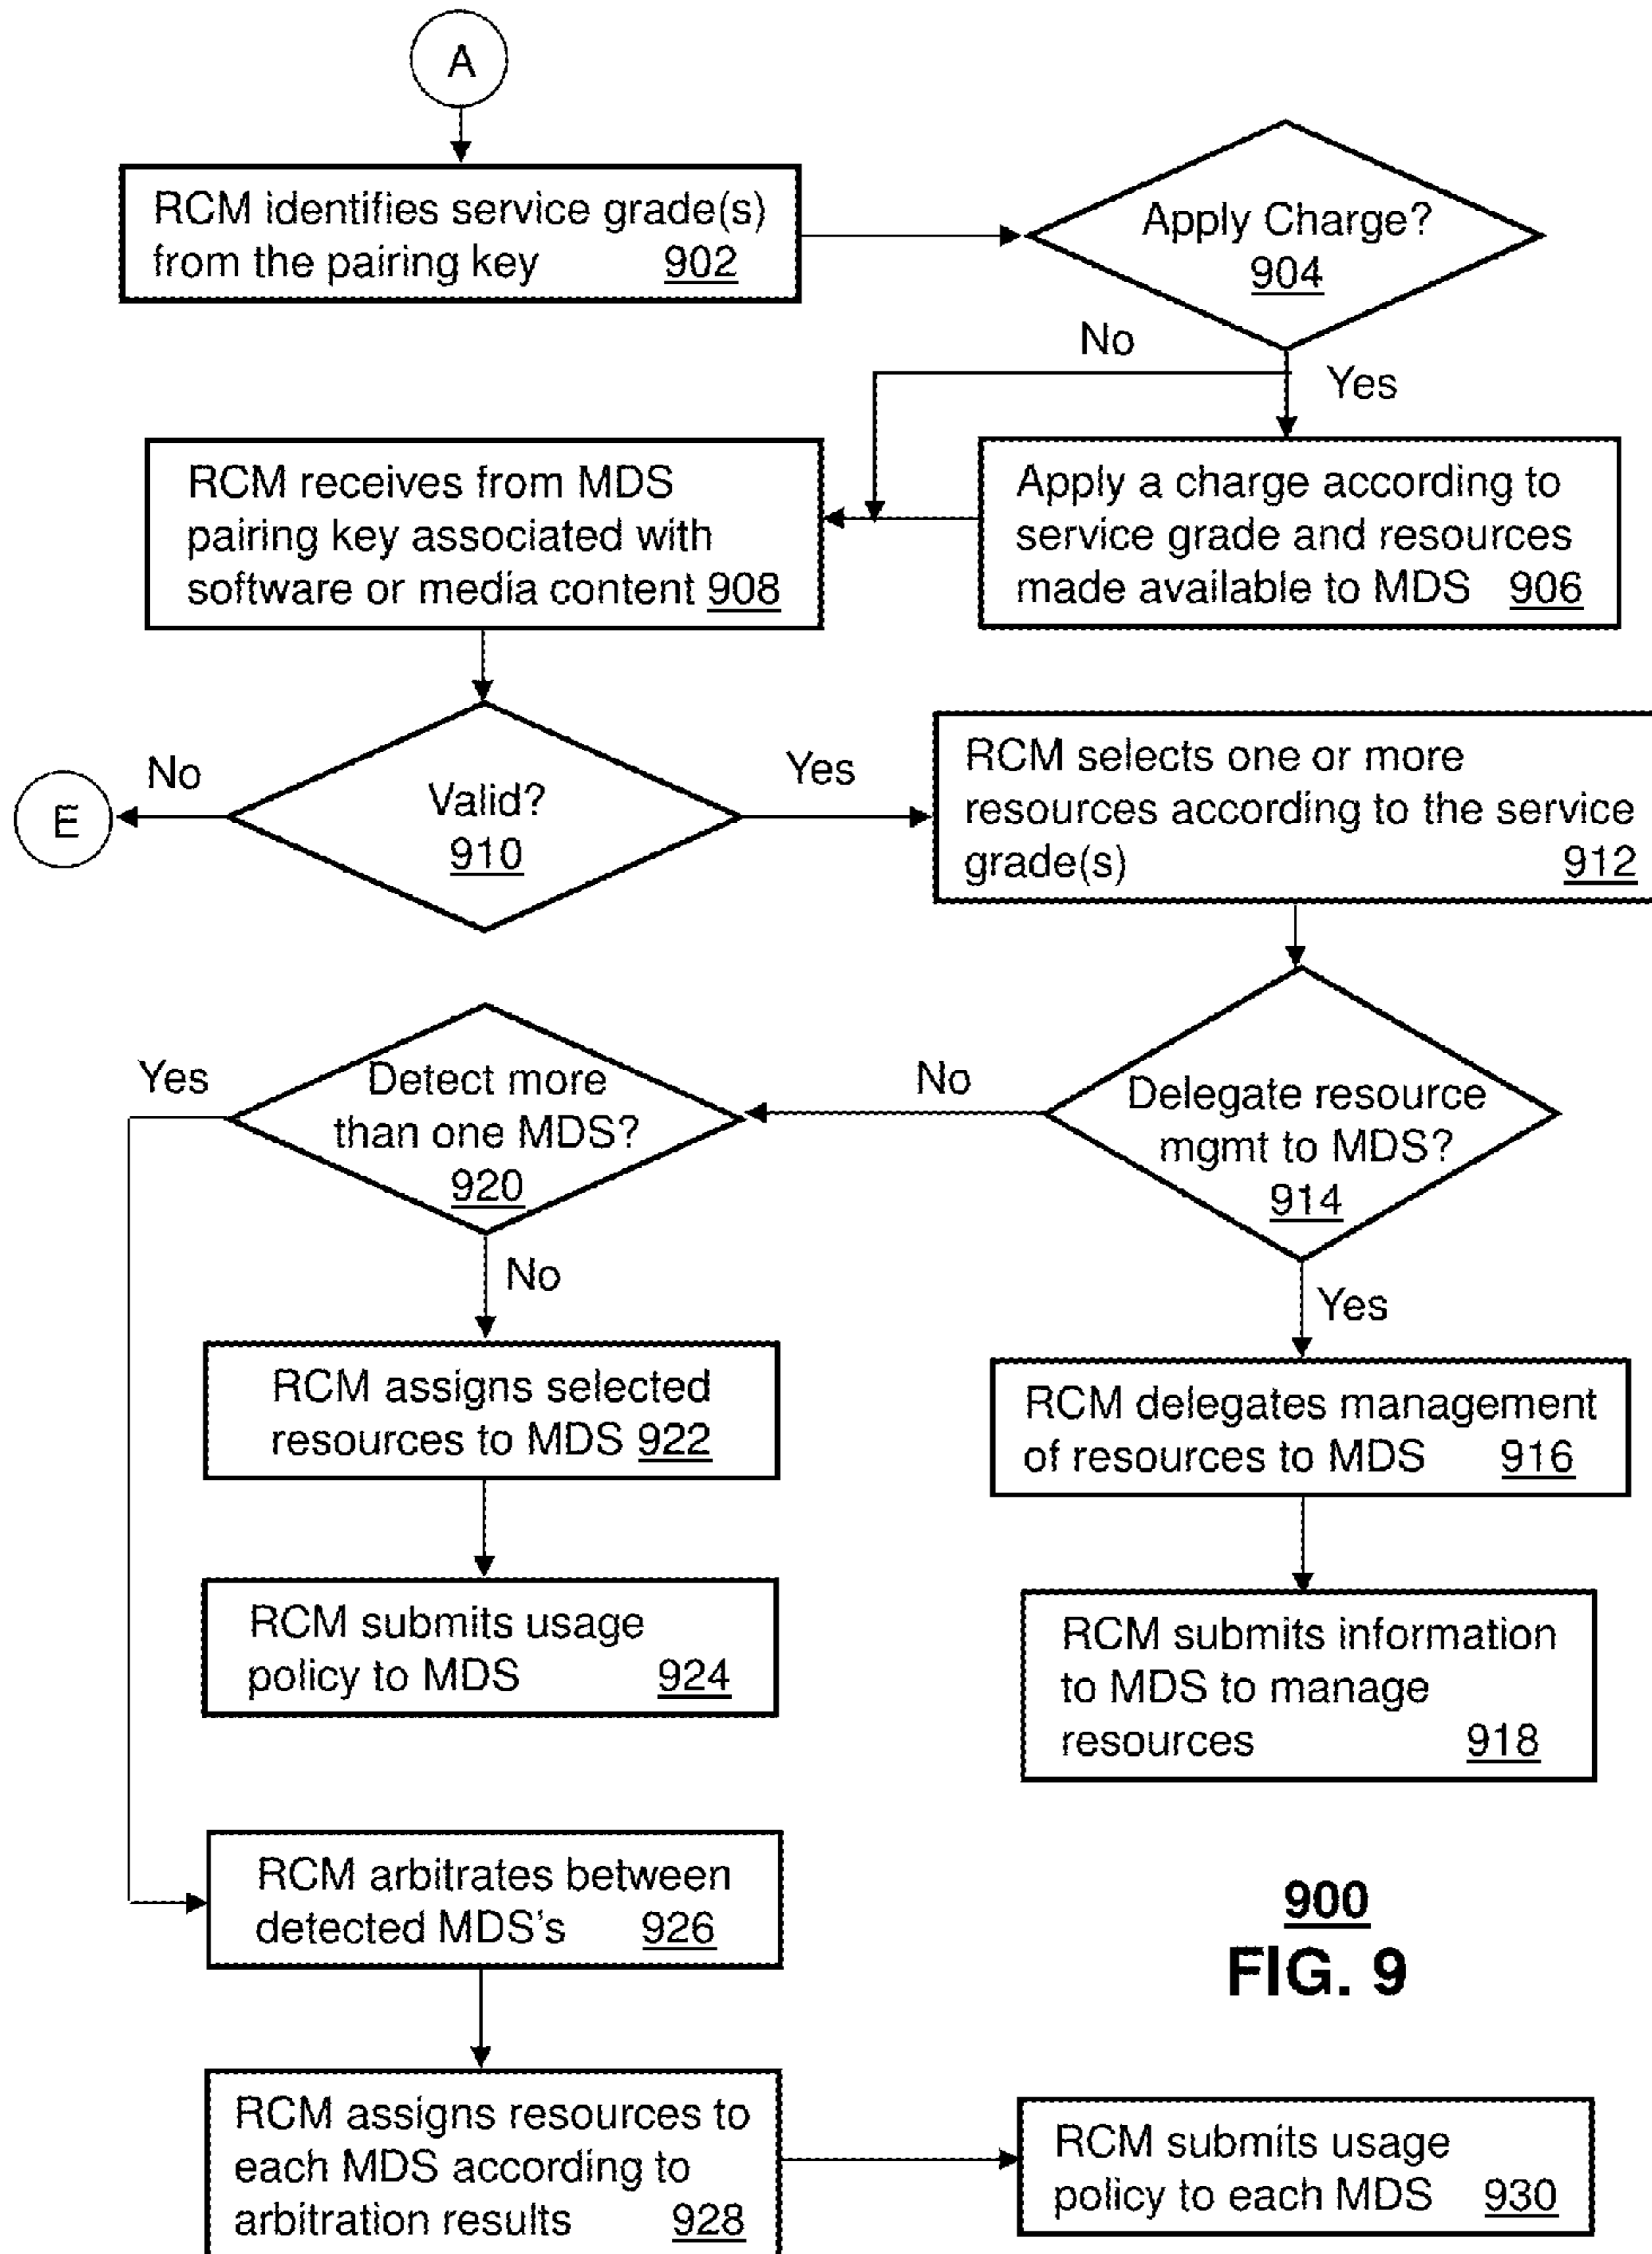 A
RCM identifies service grade(s)
from the pairing key 902
Apply Charge?
904
No
Yes
RCM receives from MDS
pairing key associated with
software or media content 908
Apply a charge according to
service grade and resources
made available to MDS 906
No
E
Valid?
910
Yes
RCM selects one or more
resources according to the service
grade(s) 912
Yes
Detect more
than one MDS?
920
No
Delegate resource
mgmt to MDS?
914
No
Yes
RCM assigns selected
resources to MDS 922
RCM delegates management
of resources to MDS 916
RCM submits usage
policy to MDS 924
RCM submits information
to MDS to manage
resources 918
RCM arbitrates between
detected MDS's 926
900
FIG. 9
RCM assigns resources to
each MDS according to
arbitration results 928
RCM submits usage
policy to each MDS 930